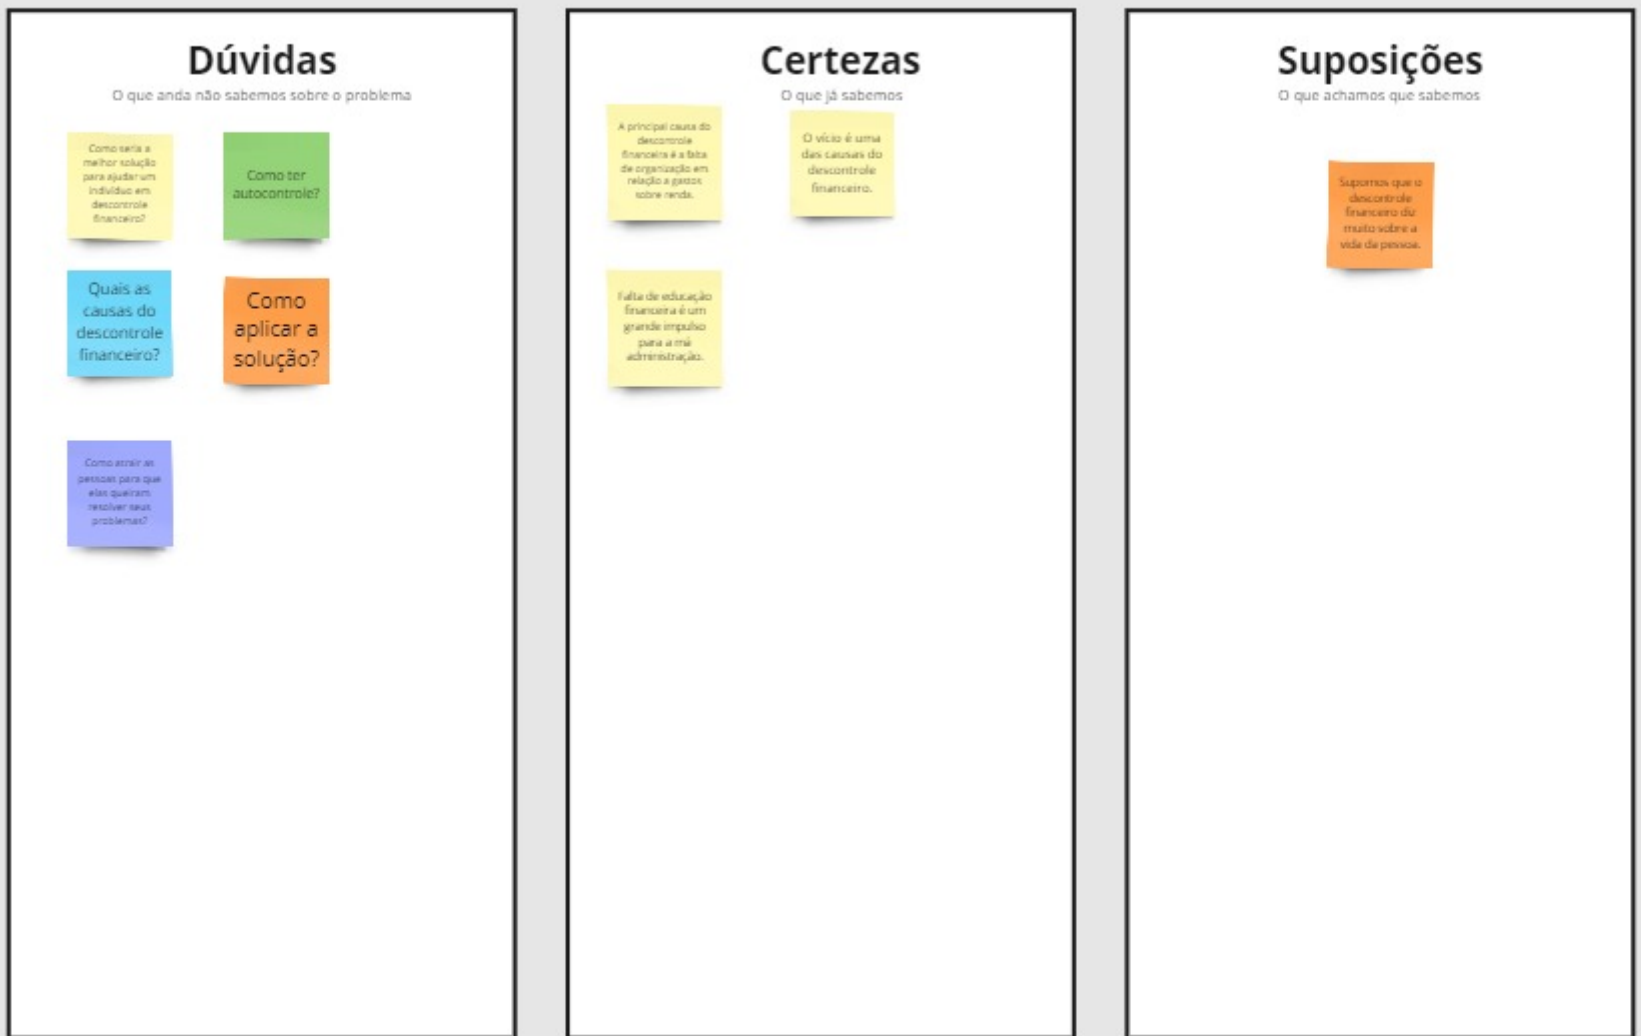 Dúvidas
O que anda não sabemos sobre o problema
Como seria a
melhor solução
para ajudar um
indivíduo em
descontrole
financeiro?
Como ter
autocontrole?
Quais as
causas do
descontrole
financeiro?
Como
aplicar a
solução?
Como atrair as
pessoas para que
elas queiram
resolver seus
problemas?
Certezas
O que já sabemos
A principal causa do
descontrole
financeira é a falta
de organização em
relação a gastos
sobre renda.
O vício é uma
das causas do
descontrole
financeiro.
Falta de educação
financeira é um
grande impulso
para a má
administração.
Suposições
O que achamos que sabemos
Supomos que o
descontrole
financeiro diz
muito sobre a
vida da pessoa.